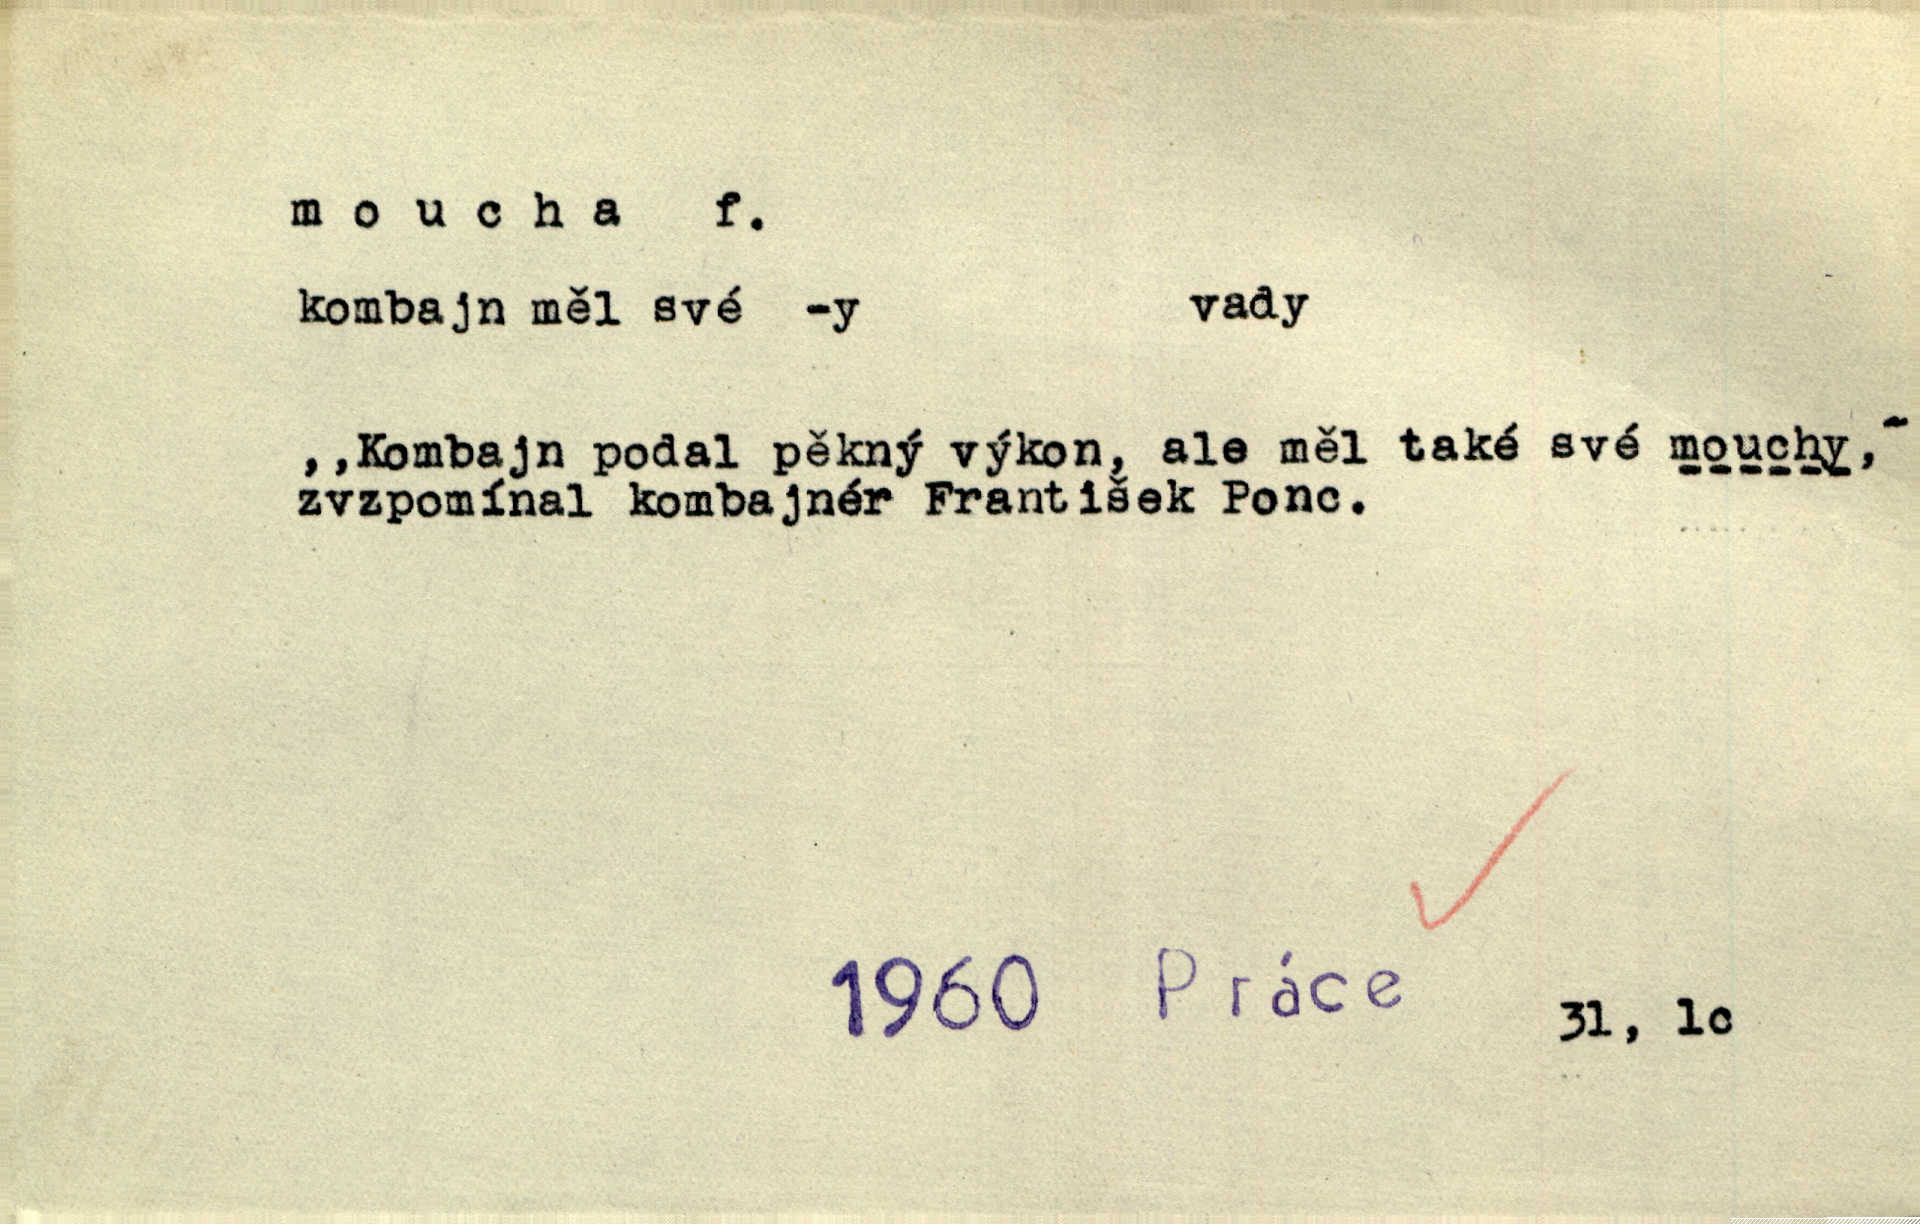 moucha f.
kombajn měl své -y vady
,,Kombajn podal pěkný výkon, ale měl také své mouchy,"
zvzpomínal kombajnér František Ponc.
1960 Práce 31, 1c